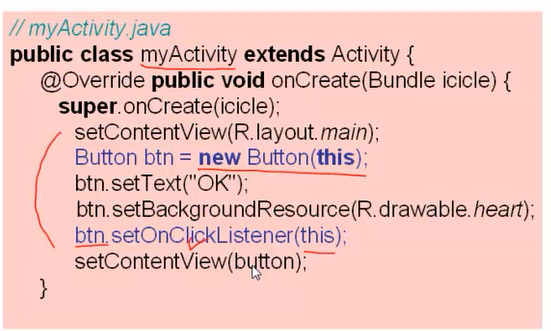 // myActivity.java
public class myActivity extends Activity {
@Override public void onCreate(Bundle icicle) {
super.onCreate(icicle);
setContentView(R.layout.main);
Button btn = new Button(this);
btn.setText("OK");
btn.setBackgroundResource(R.drawable.heart);
btn.setOnClickListener(this);
setContentView(button);
}